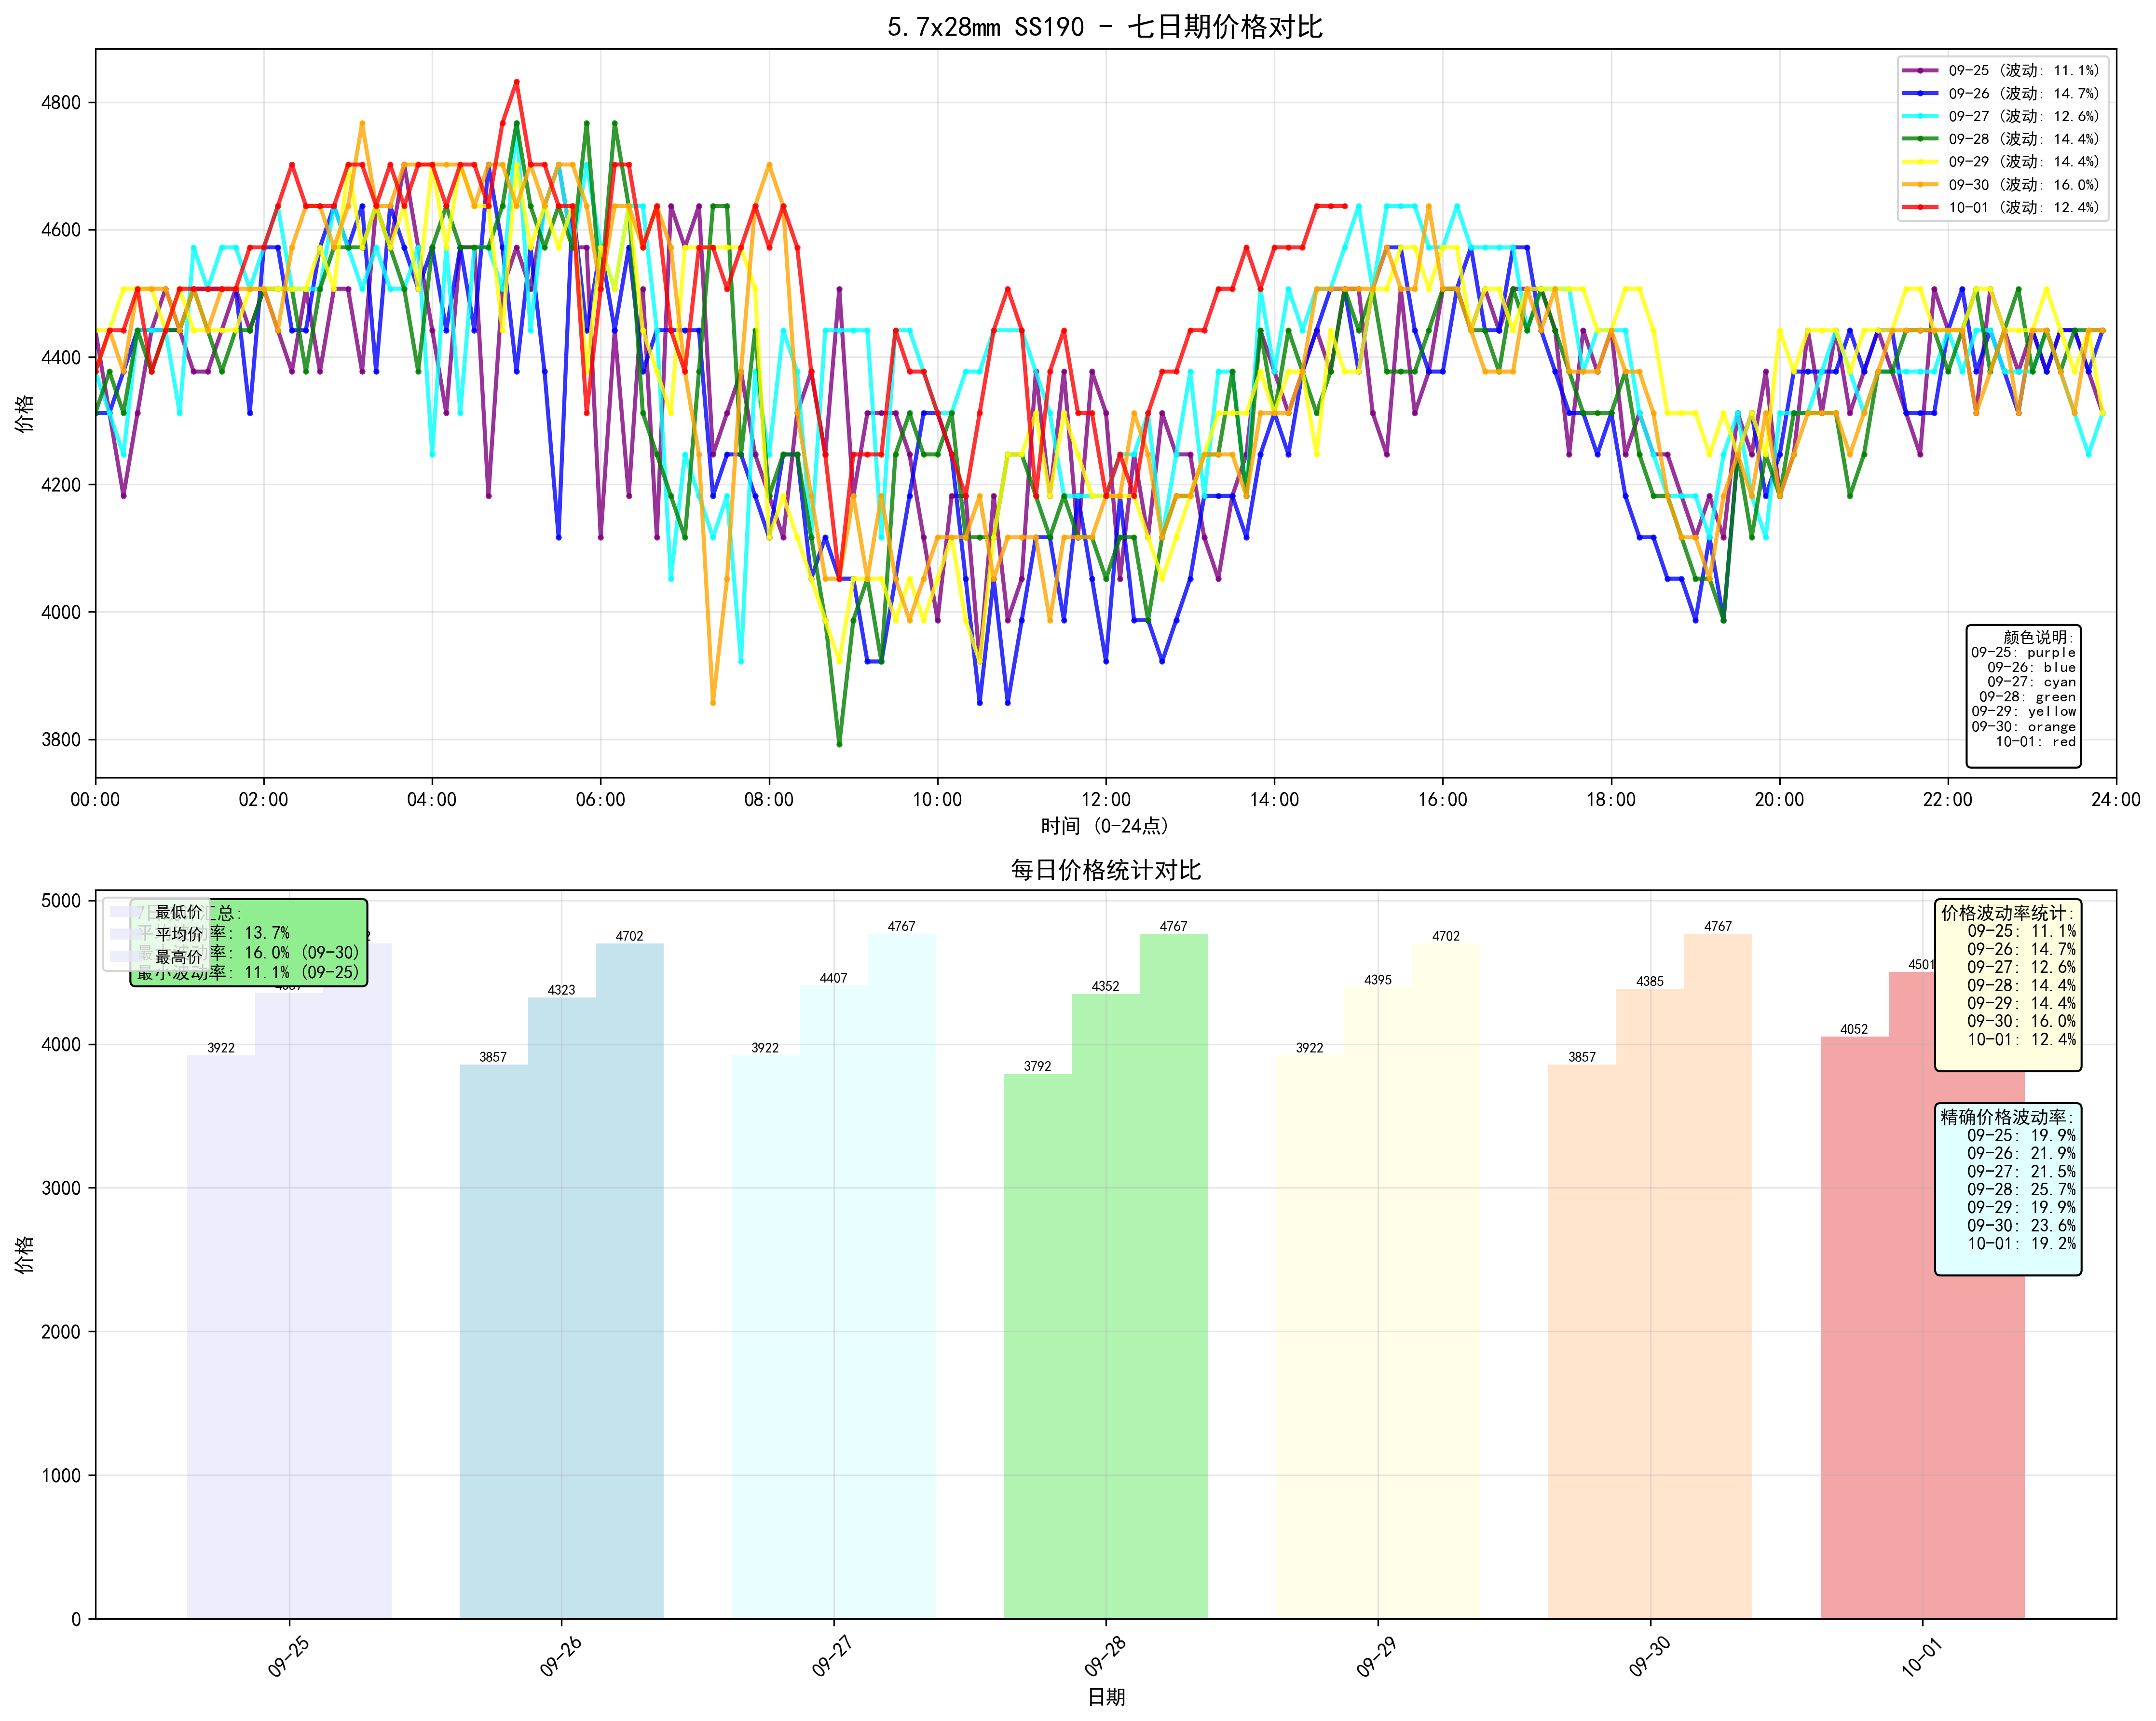 5.7x28mm SS190 - 七日期价格对比
价格
4800
4600
4400
4200
4000
3800
09-25 (波动: 11.1%)
09-26 (波动: 14.7%)
09-27 (波动: 12.6%)
09-28 (波动: 14.4%)
09-29 (波动: 14.4%)
09-30 (波动: 16.0%)
10-01 (波动: 12.4%)
颜色说明:
09-25: purple
09-26: blue
09-27: cyan
09-28: green
09-29: yellow
09-30: orange
10-01: red
00:00 02:00 04:00 06:00 08:00 10:00 12:00 14:00 16:00 18:00 20:00 22:00 24:00
时间 (0-24点)
每日价格统计对比
价格
5000
4000
3000
2000
1000
0
最低价
平均价
最高价
汇总:
率: 13.7%
率: 16.0% (09-30)
最小波动率: 11.1% (09-25)
3922
3857 4323 4702
3922 4407 4767
3792 4352 4767
3922 4395 4702
3857 4385 4767
4052 4501
价格波动率统计:
09-25: 11.1%
09-26: 14.7%
09-27: 12.6%
09-28: 14.4%
09-29: 14.4%
09-30: 16.0%
10-01: 12.4%
精确价格波动率:
09-25: 19.9%
09-26: 21.9%
09-27: 21.5%
09-28: 25.7%
09-29: 19.9%
09-30: 23.6%
10-01: 19.2%
09-25 09-26 09-27 09-28 09-29 09-30 10-01
日期